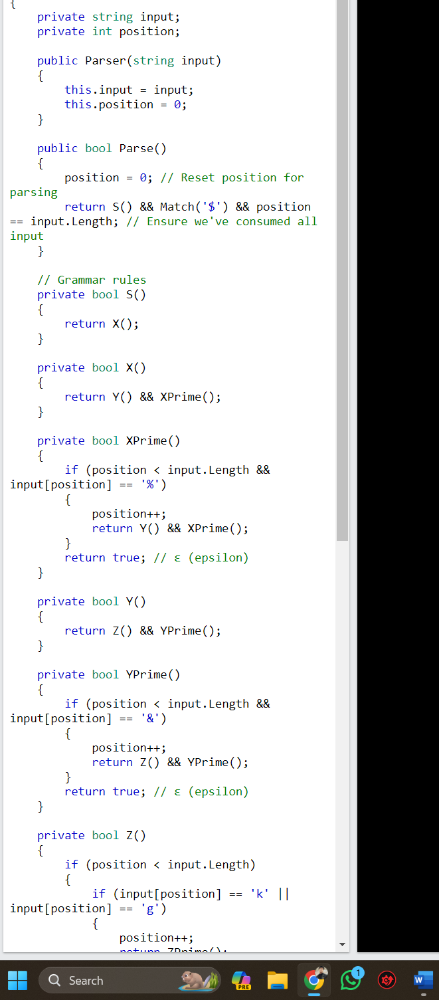 {
    private string input;
    private int position;
    public Parser(string input)
    {
        this.input = input;
        this.position = 0;
    }
    public bool Parse()
    {
        position = 0; // Reset position for
parsing
        return S() && Match('$') && position
== input.Length; // Ensure we've consumed all
input
    }
    // Grammar rules
    private bool S()
    {
        return X();
    }
    private bool X()
    {
        return Y() && XPrime();
    }
    private bool XPrime()
    {
        if (position < input.Length &&
input[position] == '%')
        {
            position++;
            return Y() && XPrime();
        }
        return true; // ε (epsilon)
    }
    private bool Y()
    {
        return Z() && YPrime();
    }
    private bool YPrime()
    {
        if (position < input.Length &&
input[position] == '&')
        {
            position++;
            return Z() && YPrime();
        }
        return true; // ε (epsilon)
    }
    private bool Z()
    {
        if (position < input.Length)
        {
            if (input[position] == 'k' ||
input[position] == 'g')
            {
                position++;
                return ZPrime();
Search
PRE
1
W